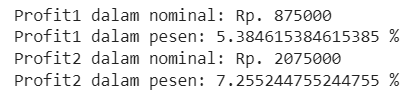 Profit1 dalam nominal: Rp. 875000
Profit1 dalam pesen: 5.384615384615385 %
Profit2 dalam nominal: Rp. 2075000
Profit2 dalam pesen: 7.255244755244755 %